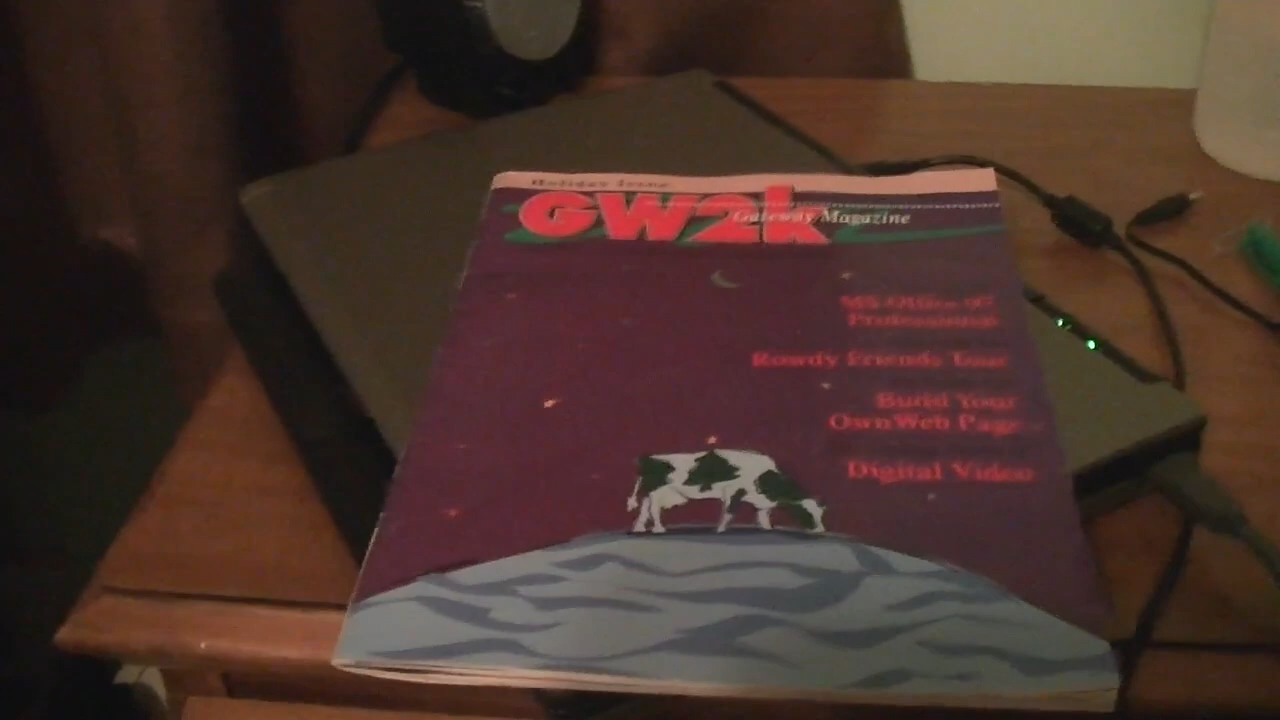 Holiday Issue
GW2k
Gateway Magazine
MS Office 97
Professional
Rowdy Friends Tour
Build Your
Own Web Page
Digital Video